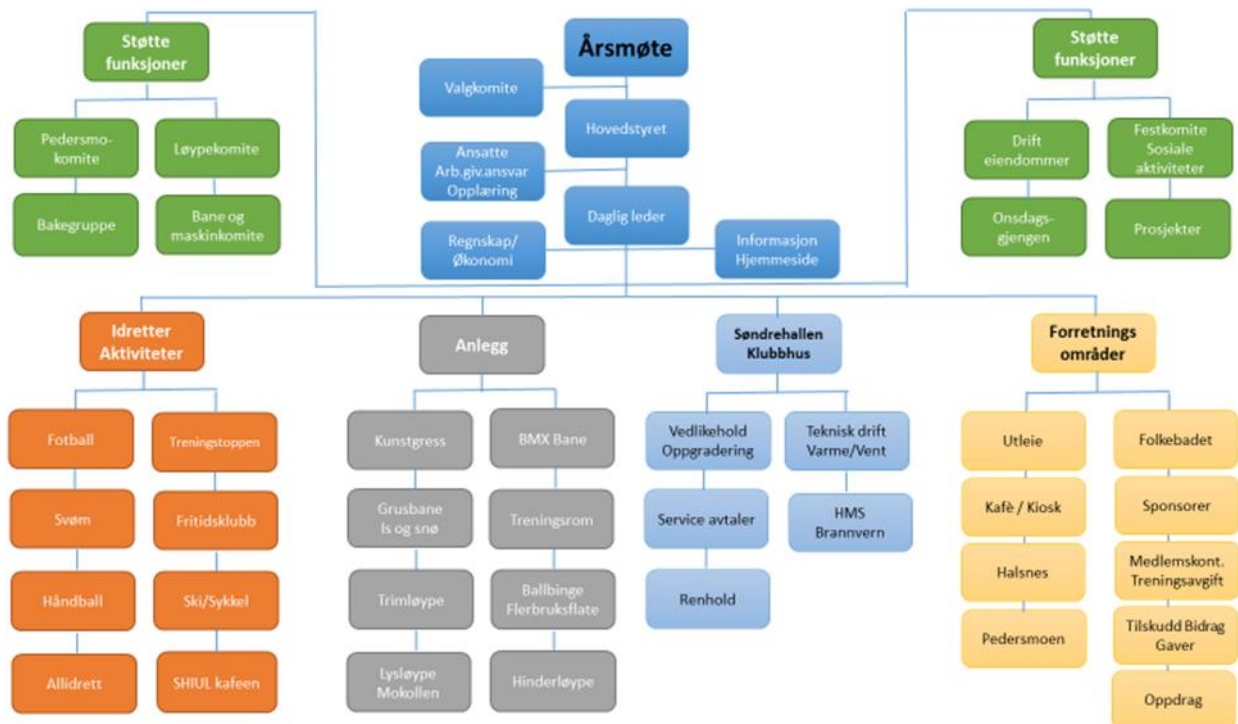 Støtte
funksjoner
Pedersmo-
komite
Løypekomite
Bakegruppe
Bane og
maskinkomite
Årsmøte
Valgkomite
Hovedstyret
Ansatte
Arb.giv.ansvar
Opplæring
Daglig leder
Regnskap/
Økonomi
Informasjon
Hjemmeside
Støtte
funksjoner
Drift
eiendommer
Festkomite
Sosiale
aktiviteter
Onsdags-
gjengen
Prosjekter
Idretter
Aktiviteter
Fotball
Treningstoppen
Svøm
Fritidsklubb
Håndball
Ski/Sykkel
Allidrett
SHIUL kafeen
Anlegg
Kunstgress
BMX Bane
Grusbane
Is og snø
Treningsrom
Trimløype
Ballbinge
Flerbruksflate
Lysløype
Mokollen
Hinderløype
Søndrehallen
Klubbhus
Vedlikehold
Oppgradering
Teknisk drift
Varme/Vent
Service avtaler
HMS
Brannvern
Renhold
Forretnings
områder
Utleie
Folkebadet
Kafè / Kiosk
Sponsorer
Halsnes
Medlemskont.
Treningsavgift
Pedersmoen
Tilskudd Bidrag
Gaver
Oppdrag